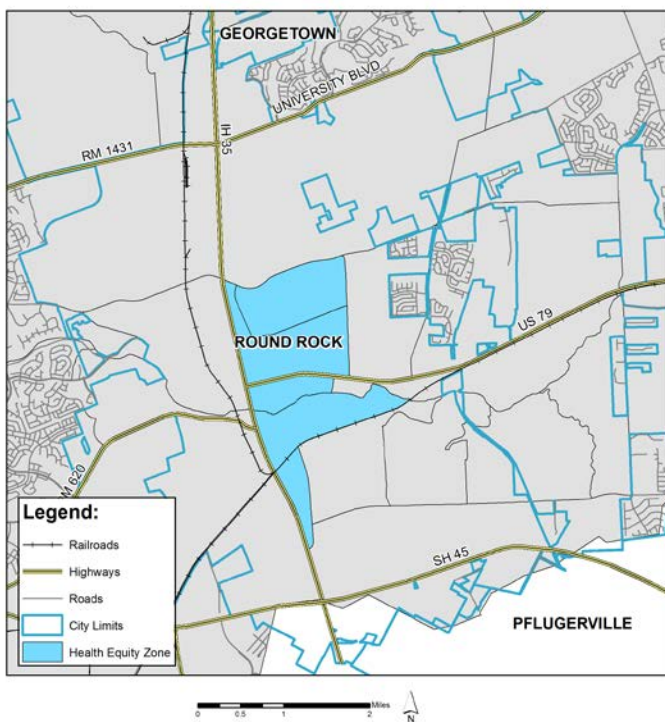 GEORGETOWN
UNIVERSITY BLVD
IH 35
RM 1431
US 79
ROUND ROCK
M 620
SH 45
PFLUGERVILLE
Legend:
Railroads
Highways
Roads
City Limits
Health Equity Zone
Miles
0 0.5 1 2
N